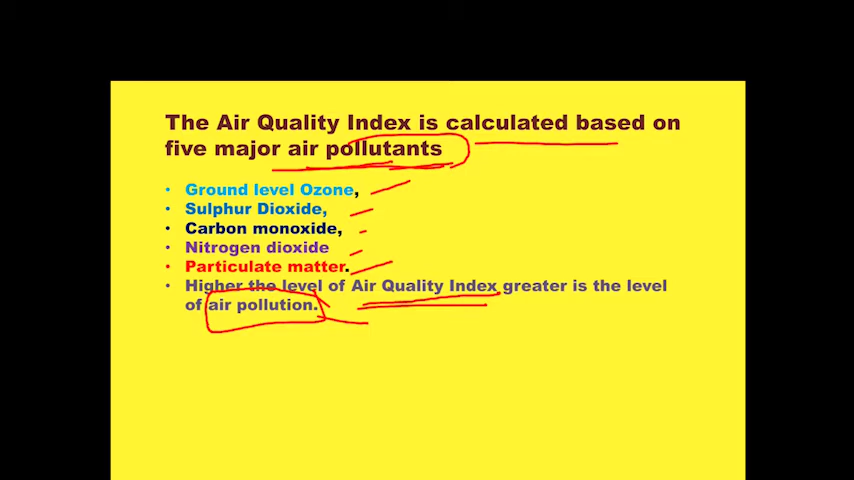 The Air Quality Index is calculated based on
five major air pollutants
• Ground level Ozone,
• Sulphur Dioxide,
• Carbon monoxide,
• Nitrogen dioxide
• Particulate matter.
• Higher the level of Air Quality Index greater is the level
of air pollution.